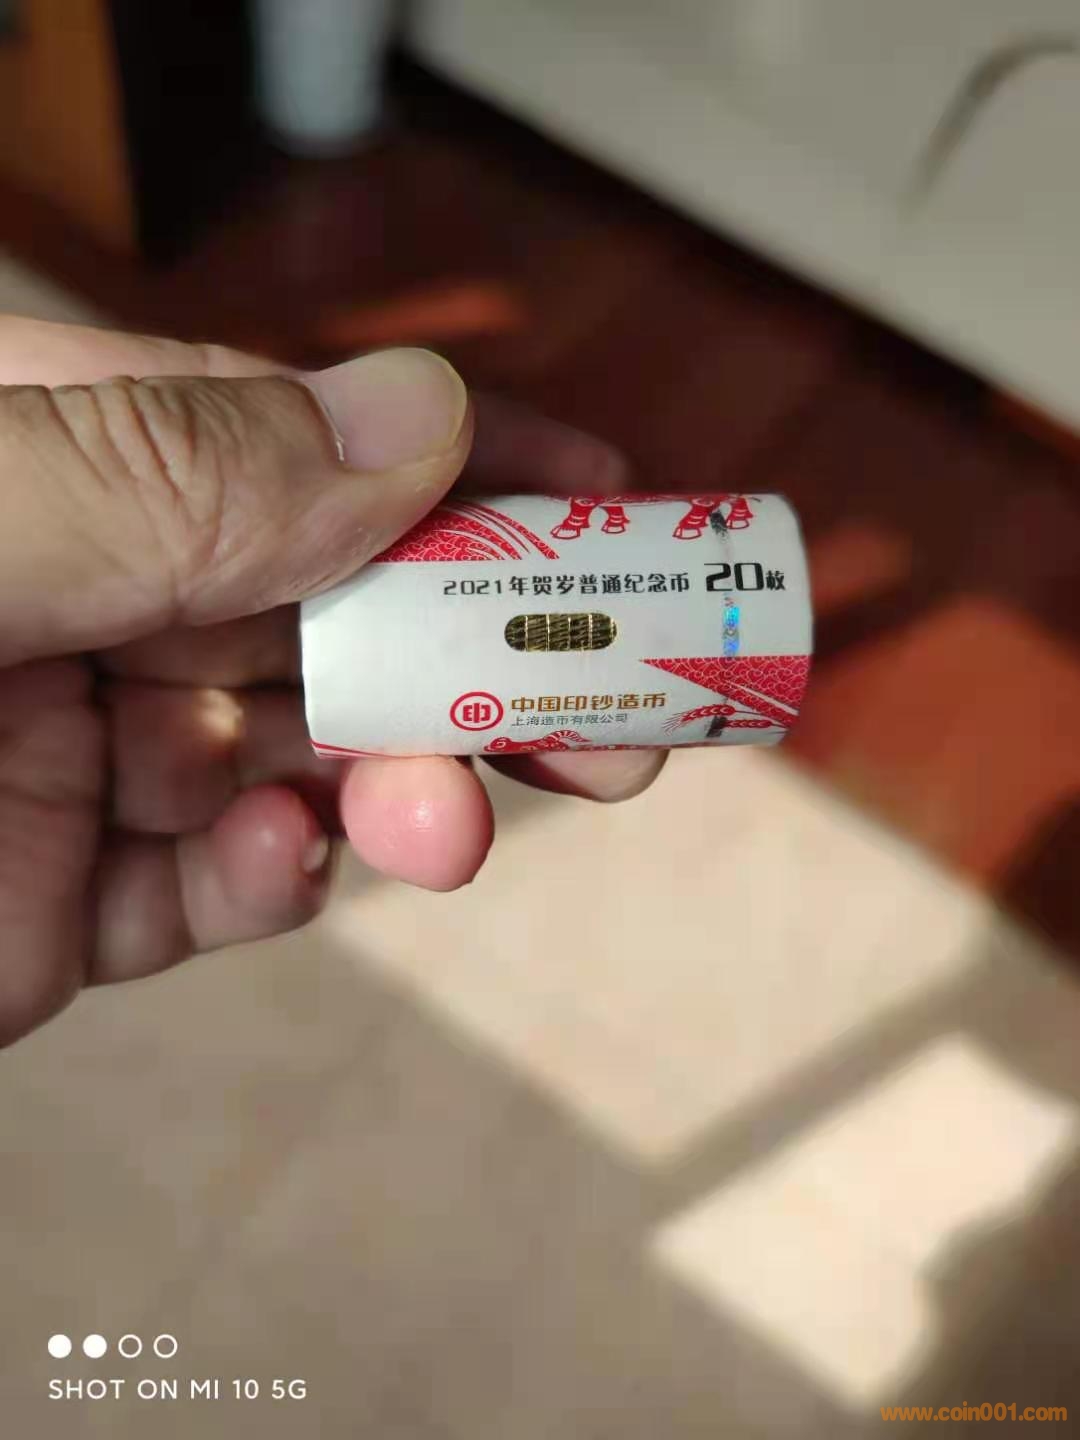 2021年贺岁普通纪念币 20枚
中国印钞造币
上海造币有限公司
SHOT ON MI 10 5G
www.coin001.com